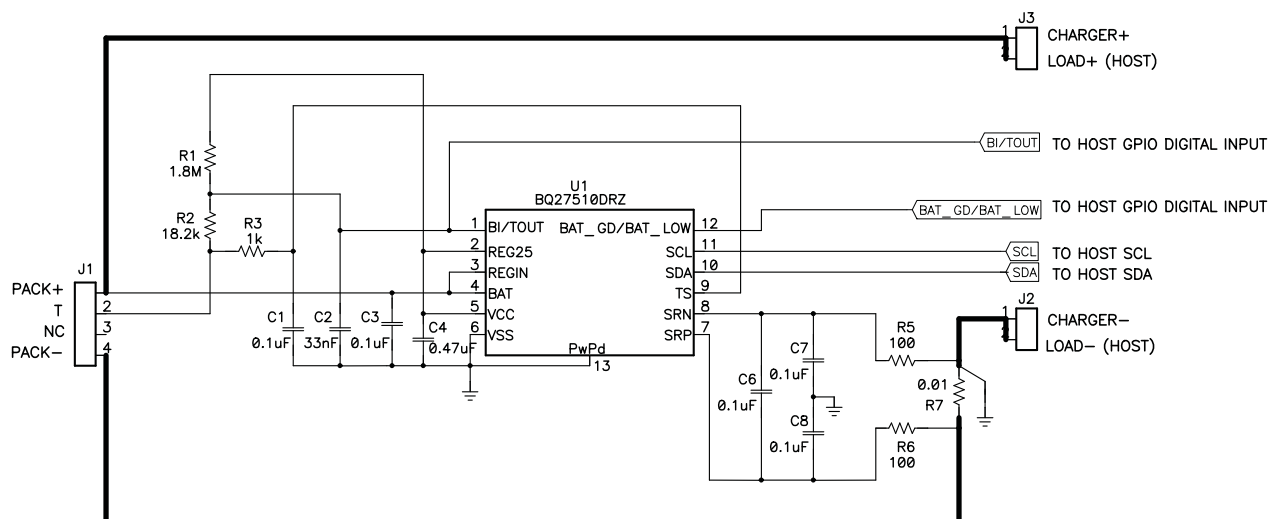 J3
1
CHARGER+
LOAD+ (HOST)
BI/TOUT TO HOST GPIO DIGITAL INPUT
R1
1.8M
U1
BQ27510DRZ
R2
18.2k
R3
1k
BAT_GD/BAT_LOW TO HOST GPIO DIGITAL INPUT
1 BI/TOUT BAT_GD/BAT_LOW 12
2 REG25 SCL 11
SCL TO HOST SCL
3 REGIN SDA 10
SDA TO HOST SDA
4 BAT TS 9
5 VCC SRN 8
6 VSS SRP 7
PwPd
13
J1
PACK+ 1
T 2
NC 3
PACK- 4
C1
0.1uF
C2
33nF
C3
0.1uF
C4
0.47uF
J2
1
CHARGER-
LOAD- (HOST)
R5
100
C7
0.1uF
C6
0.1uF
0.01
R7
C8
0.1uF
R6
100